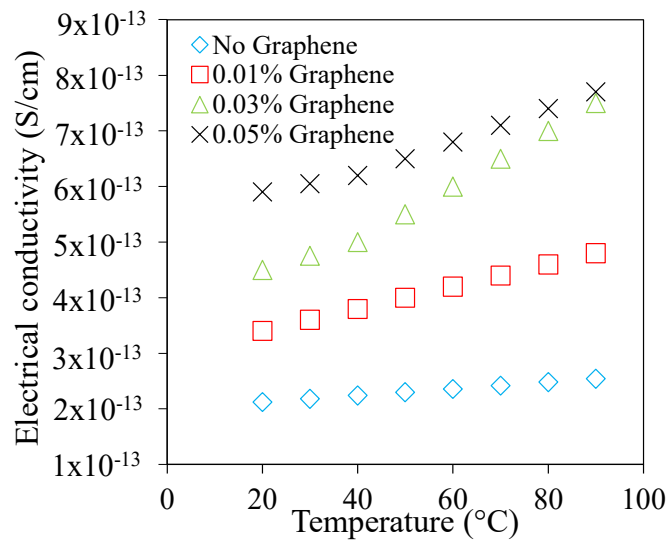 Electrical conductivity (S/cm)
9x10-13
8x10-13
7x10-13
6x10-13
5x10-13
4x10-13
3x10-13
2x10-13
1x10-13
No Graphene
0.01% Graphene
0.03% Graphene
0.05% Graphene
0 20 40 60 80 100
Temperature (°C)